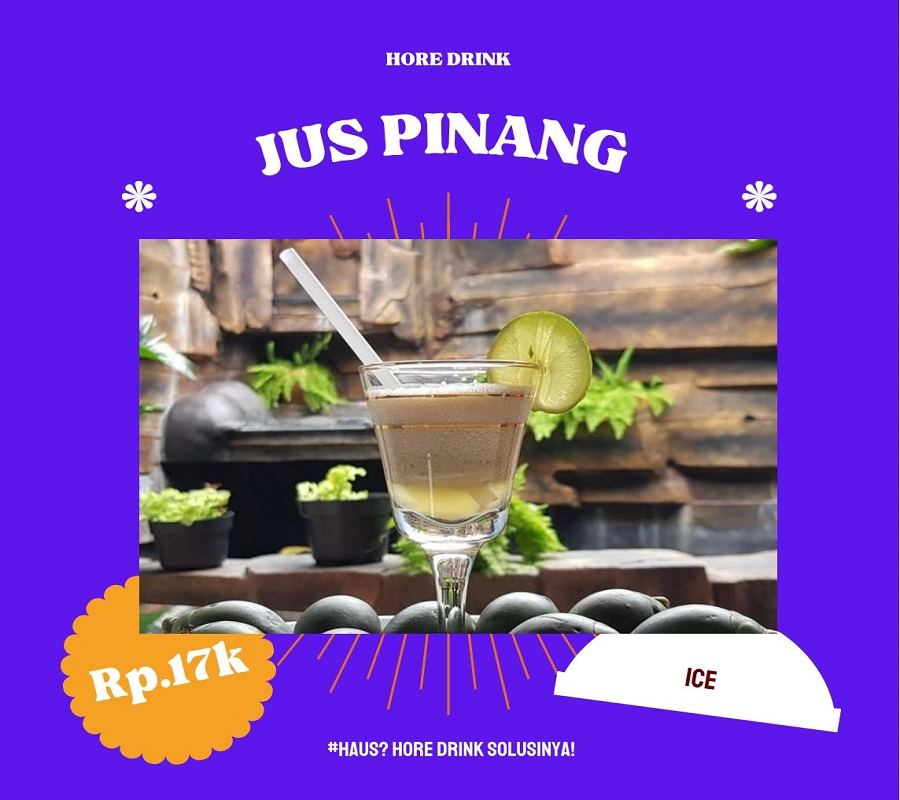 HORE DRINK
JUS PINANG
Rp.17k
ICE
#HAUS? HORE DRINK SOLUSINYA!